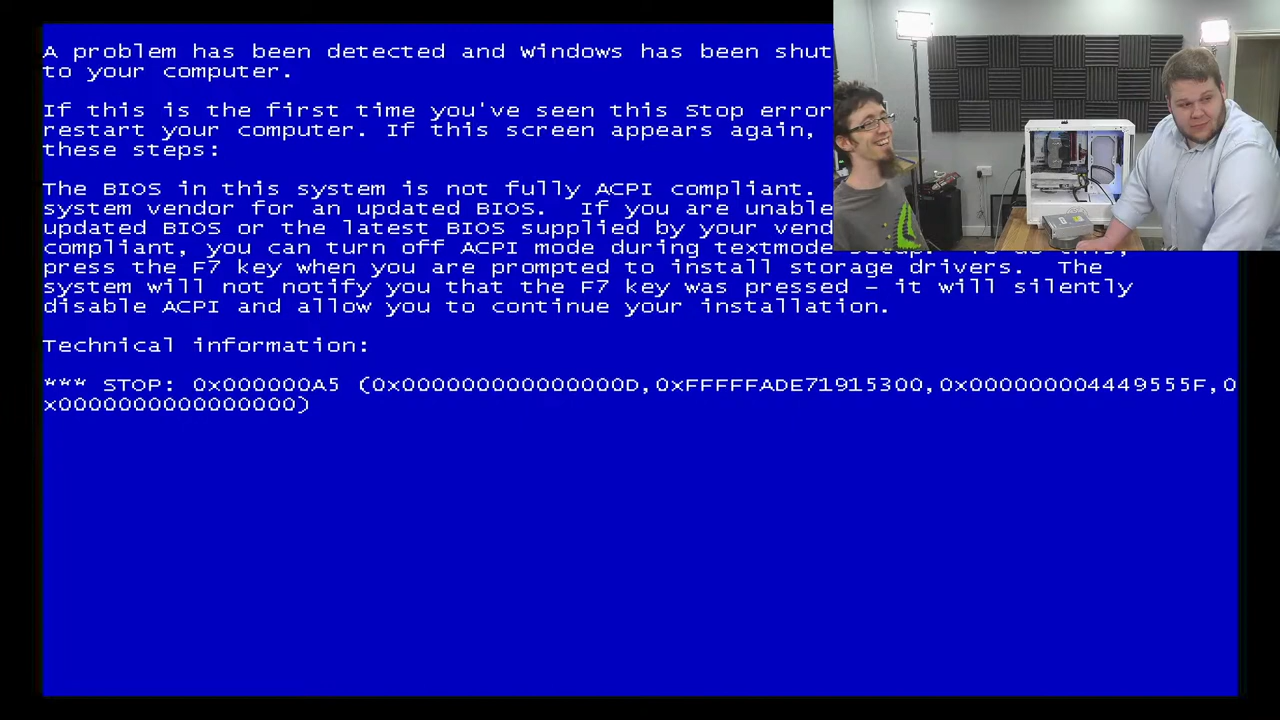 A problem has been detected and Windows has been shut
to your computer.
If this is the first time you've seen this Stop error
restart your computer. If this screen appears again,
these steps:
The BIOS in this system is not fully ACPI compliant.
system vendor for an updated BIOS.  If you are unable
updated BIOS or the latest BIOS supplied by your vend
compliant, you can turn off ACPI mode during textmode
press the F7 key when you are prompted to install storage drivers.  The
system will not notify you that the F7 key was pressed - it will silently
disable ACPI and allow you to continue your installation.
Technical information:
*** STOP: 0x000000A5 (0x000000000000000D,0xFFFFFADE71915300,0x000000004449555F,0
x0000000000000000)